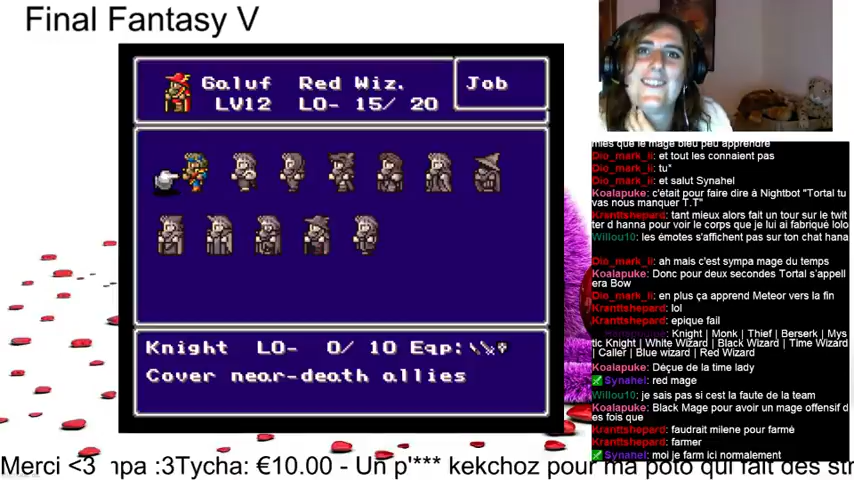 Final Fantasy V
Galuf Red Wiz.
LV12 LO- 15/ 20
Job
Knight LO- 0/ 10 Eqp:
Cover near-death allies
mies que le mage bleu peu apprendre
Dio_mark_ii: et tout les connaient pas
Dio_mark_ii: tu*
Dio_mark_ii: et salut Synahel
Koalapuke: c'était pour faire dire à Nightbot "Tortal tu
vas nous manquer T.T"
Kranttshepard: tant mieux alors fait un tour sur le twit
ter d hanna pour voir le corps que je lui ai fabriqué lolo
Willou10: les émotes s'affichent pas sur ton chat hana
Dio_mark_ii: ah mais c'est sympa mage du temps
Koalapuke: Donc pour deux secondes Tortal s'appell
era Bow
Dio_mark_ii: en plus ça apprend Meteor vers la fin
Kranttshepard: lol
Kranttshepard: epique fail
Knight | Monk | Thief | Berserk | Mys
tic Knight | White Wizard | Black Wizard | Time Wizard
| Caller | Blue wizard | Red Wizard
Koalapuke: Déçue de la time lady
Synahel: red mage
Willou10: je sais pas si cest la faute de la team
Koalapuke: Black Mage pour avoir un mage offensif d
es fois que
Kranttshepard: faudrait milene pour farmé
Kranttshepard: farmer
Synahel: moi je farm ici normalement
Merci <3 npa :3Tycha: €10.00 - Un p'*** kekchoz pour ma poto qui fait des str